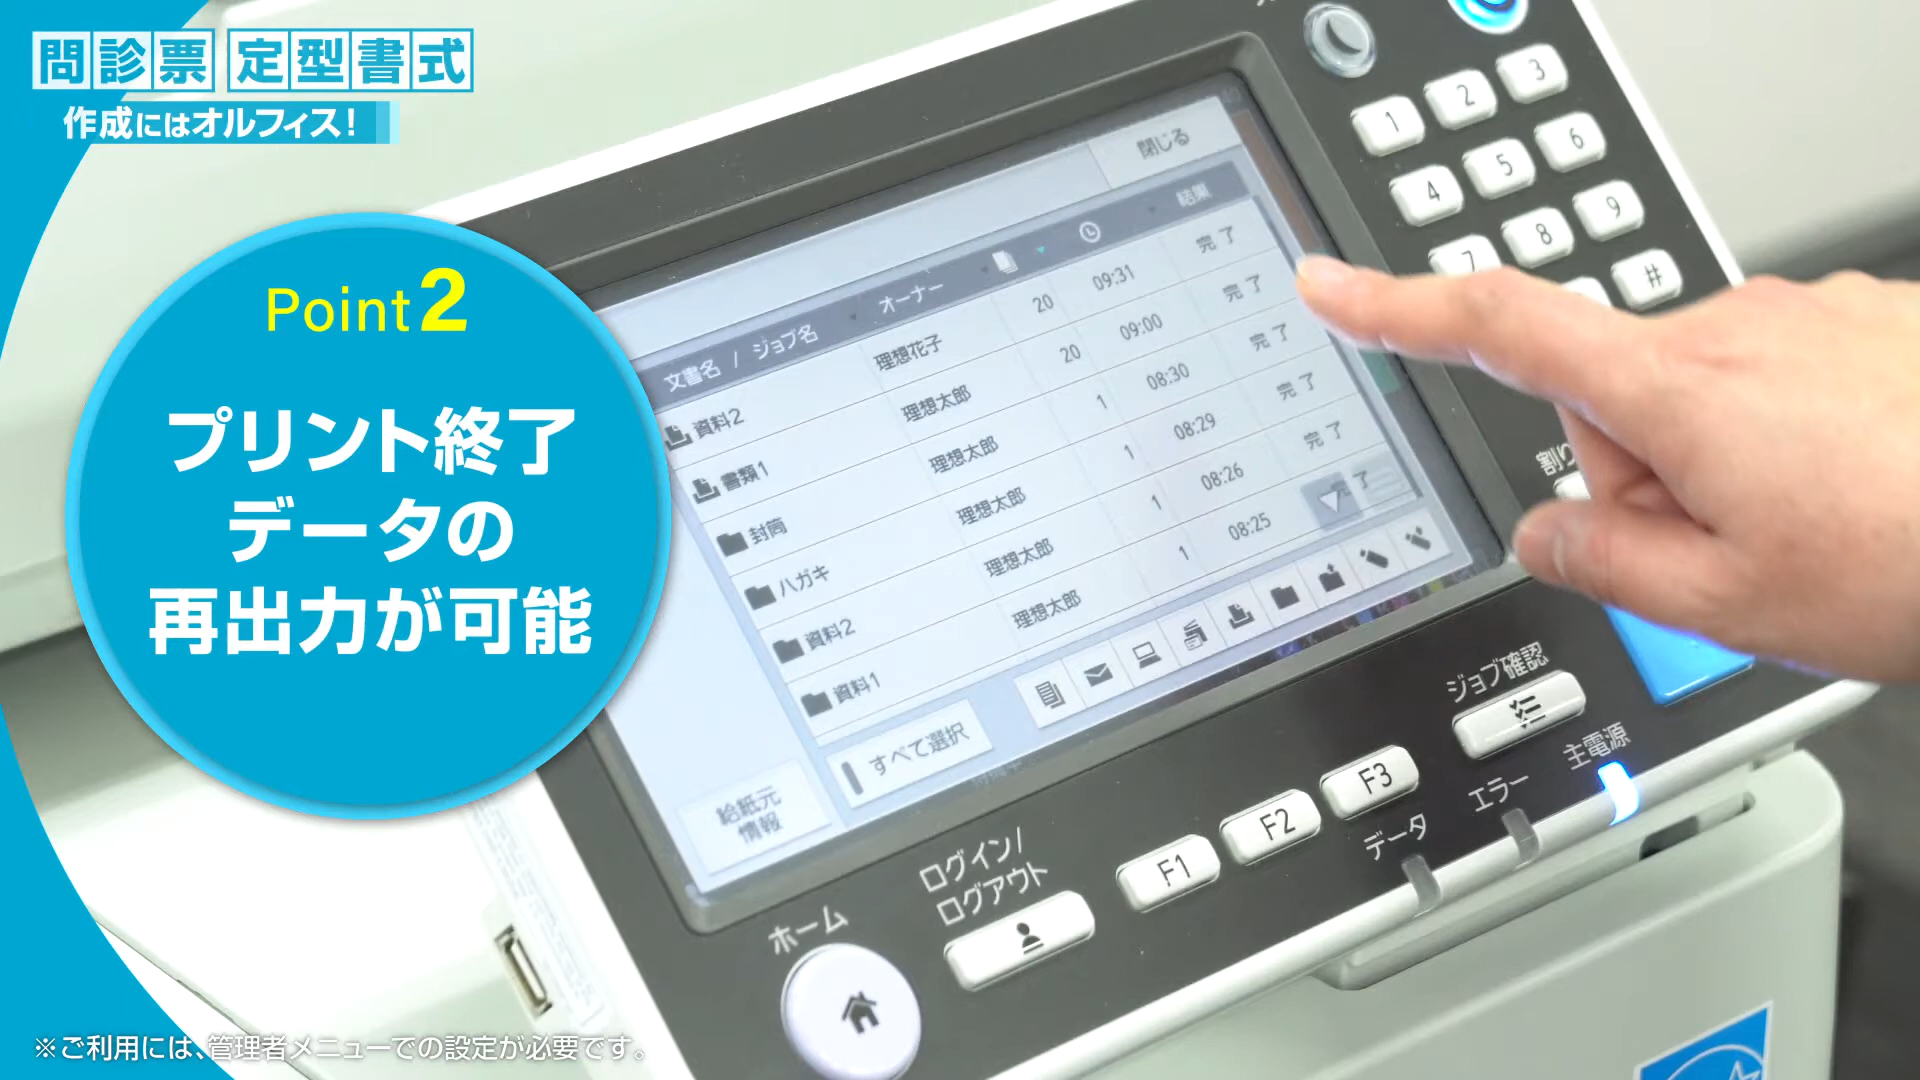 問診票 定型書式
作成にはオルフィス!
Point2
プリント終了
データの
再出力が可能
閉じる
文書名 / ジョブ名 オーナー 結果
資料2 理想花子 20 09:31 完了
書類1 理想太郎 20 09:00 完了
封筒 理想太郎 1 08:30 完了
ハガキ 理想太郎 1 08:29 完了
資料2 理想太郎 1 08:26 完了
資料1 理想太郎 1 08:25 了
すべて選択
給紙元
情報
1 2 3
4 5 6
7 8 9
#
割り
ジョブ確認
主電源
エラー
データ
F1 F2 F3
ログイン/
ログアウト
ホーム
※ご利用には、管理者メニューでの設定が必要です。